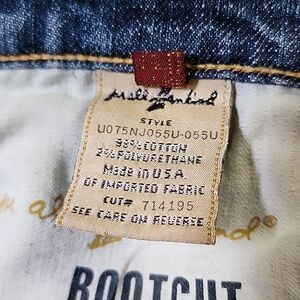 STYLE
U075NJ055U-055U
98% COTTON
2% POLYURETHANE
Made in U.S.A.
OF IMPORTED FABRIC
CUT# 714195
SEE CARE ON REVERSE
BOOTCUT